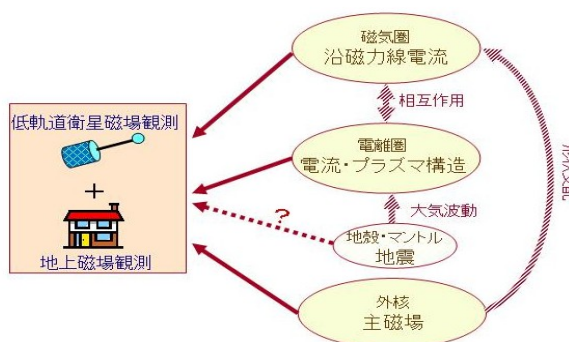 磁気圏
沿磁力線電流
相互作用
低軌道衛星磁場観測
+
地上磁場観測
電離圏
電流・プラズマ構造
大気波動
?
地殻・マントル
地震
外核
主磁場